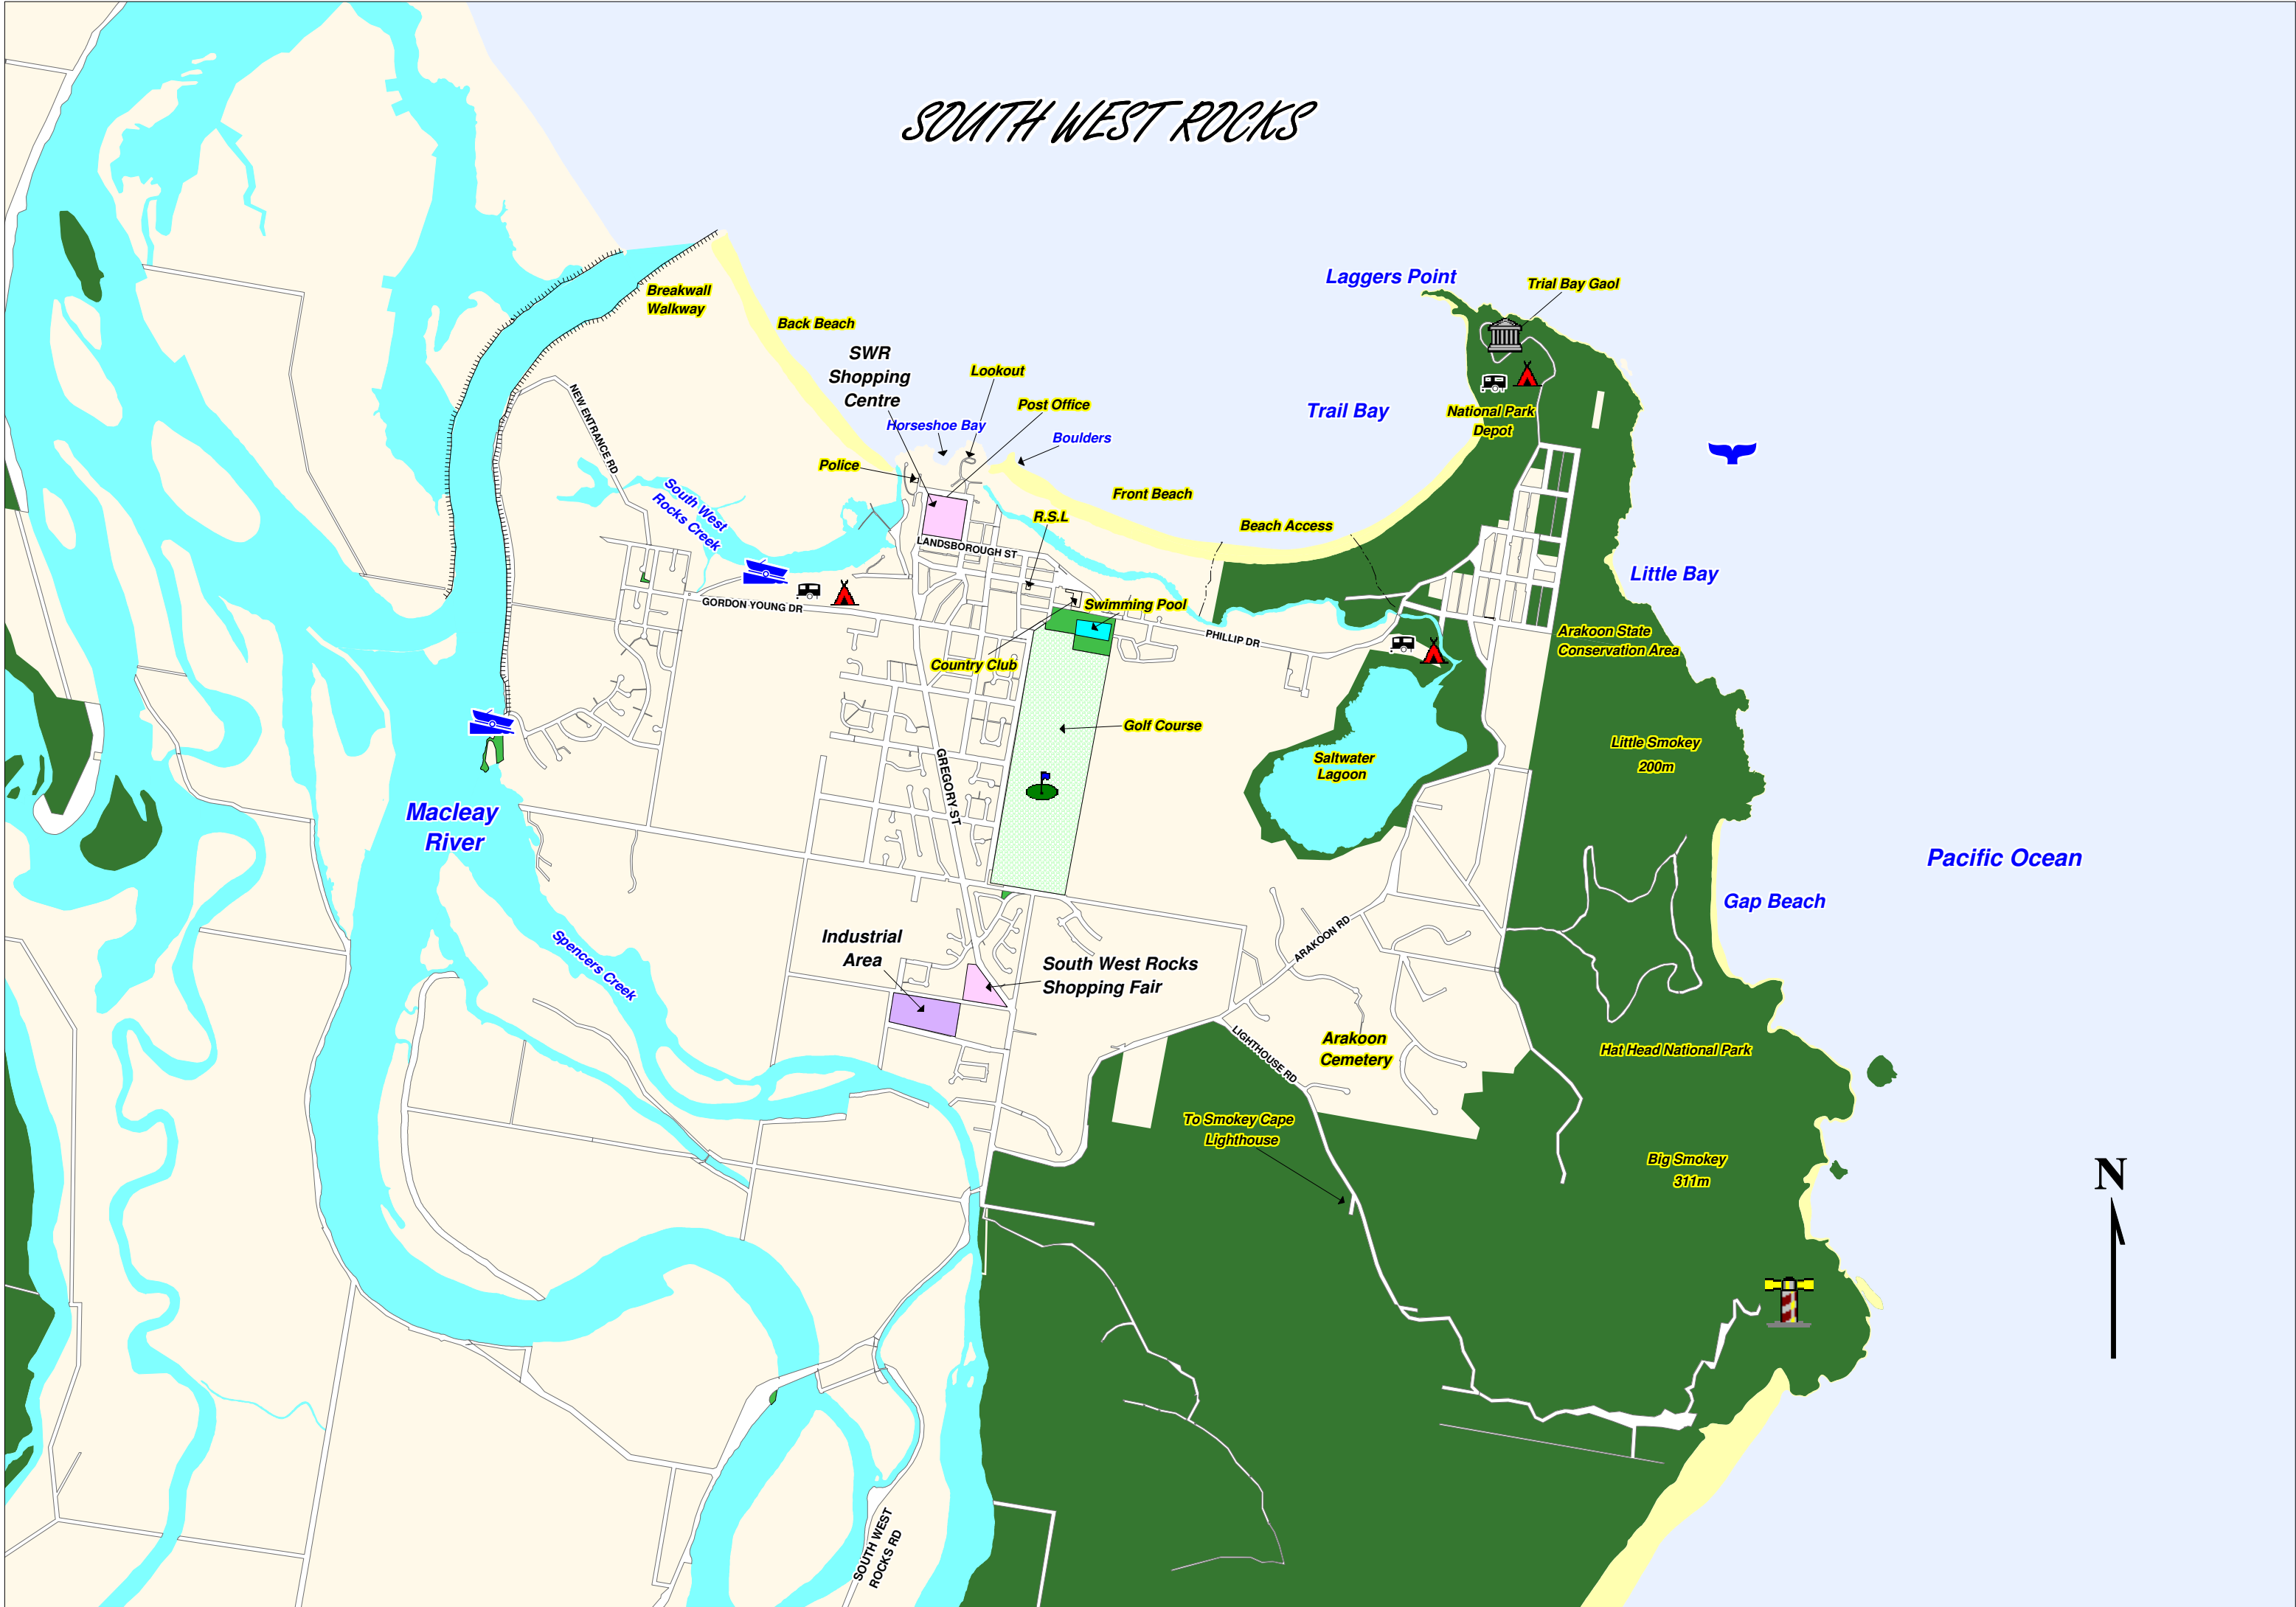 SOUTH WEST ROCKS
Laggers Point
Trial Bay Gaol
Breakwall
Walkway
Back Beach
SWR
Shopping
Centre
Lookout
Post Office
Horseshoe Bay
Boulders
Police
Trail Bay
National Park
Depot
NEW ENTRANCE RD
South West
Rocks Creek
Front Beach
Beach Access
R.S.L
LANDSBOROUGH ST
Little Bay
GORDON YOUNG DR
Swimming Pool
PHILLIP DR
Arakoon State
Conservation Area
Country Club
Golf Course
Saltwater
Lagoon
Little Smokey
200m
GREGORY ST
Macleay
River
Pacific Ocean
Gap Beach
Industrial
Area
ARAKOON RD
Spencers Creek
South West Rocks
Shopping Fair
LIGHTHOUSE RD
Arakoon
Cemetery
Hat Head National Park
To Smokey Cape
Lighthouse
Big Smokey
311m
N
SOUTH WEST
ROCKS RD